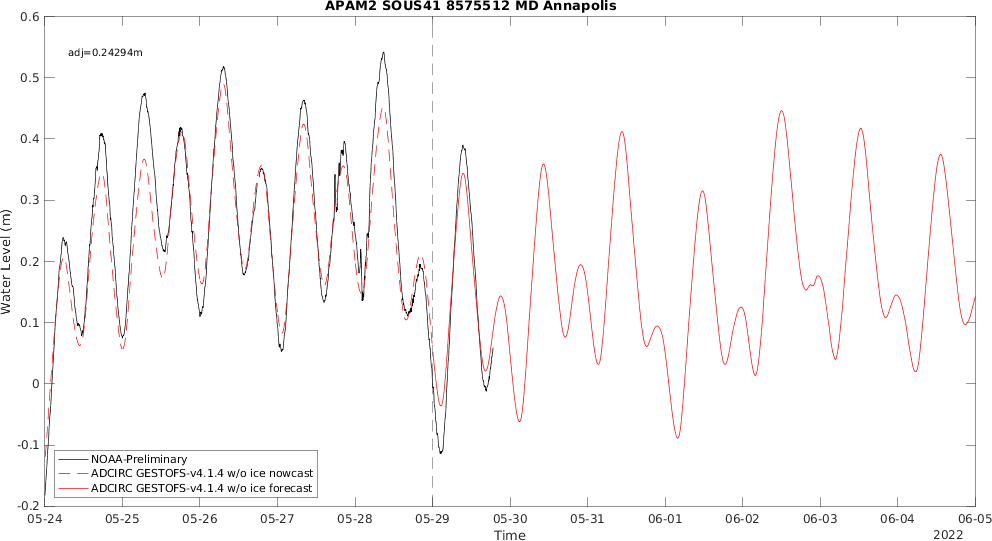 APAM2 SOUS41 8575512 MD Annapolis
0.6
adj=0.24294m
0.5
0.4
0.3
0.2
0.1
0
-0.1
-0.2
Water Level (m)
NOAA-Preliminary
ADCIRC GESTOFS-v4.1.4 w/o ice nowcast
ADCIRC GESTOFS-v4.1.4 w/o ice forecast
05-24 05-25 05-26 05-27 05-28 05-29 05-30 05-31 06-01 06-02 06-03 06-04 06-05
Time
2022